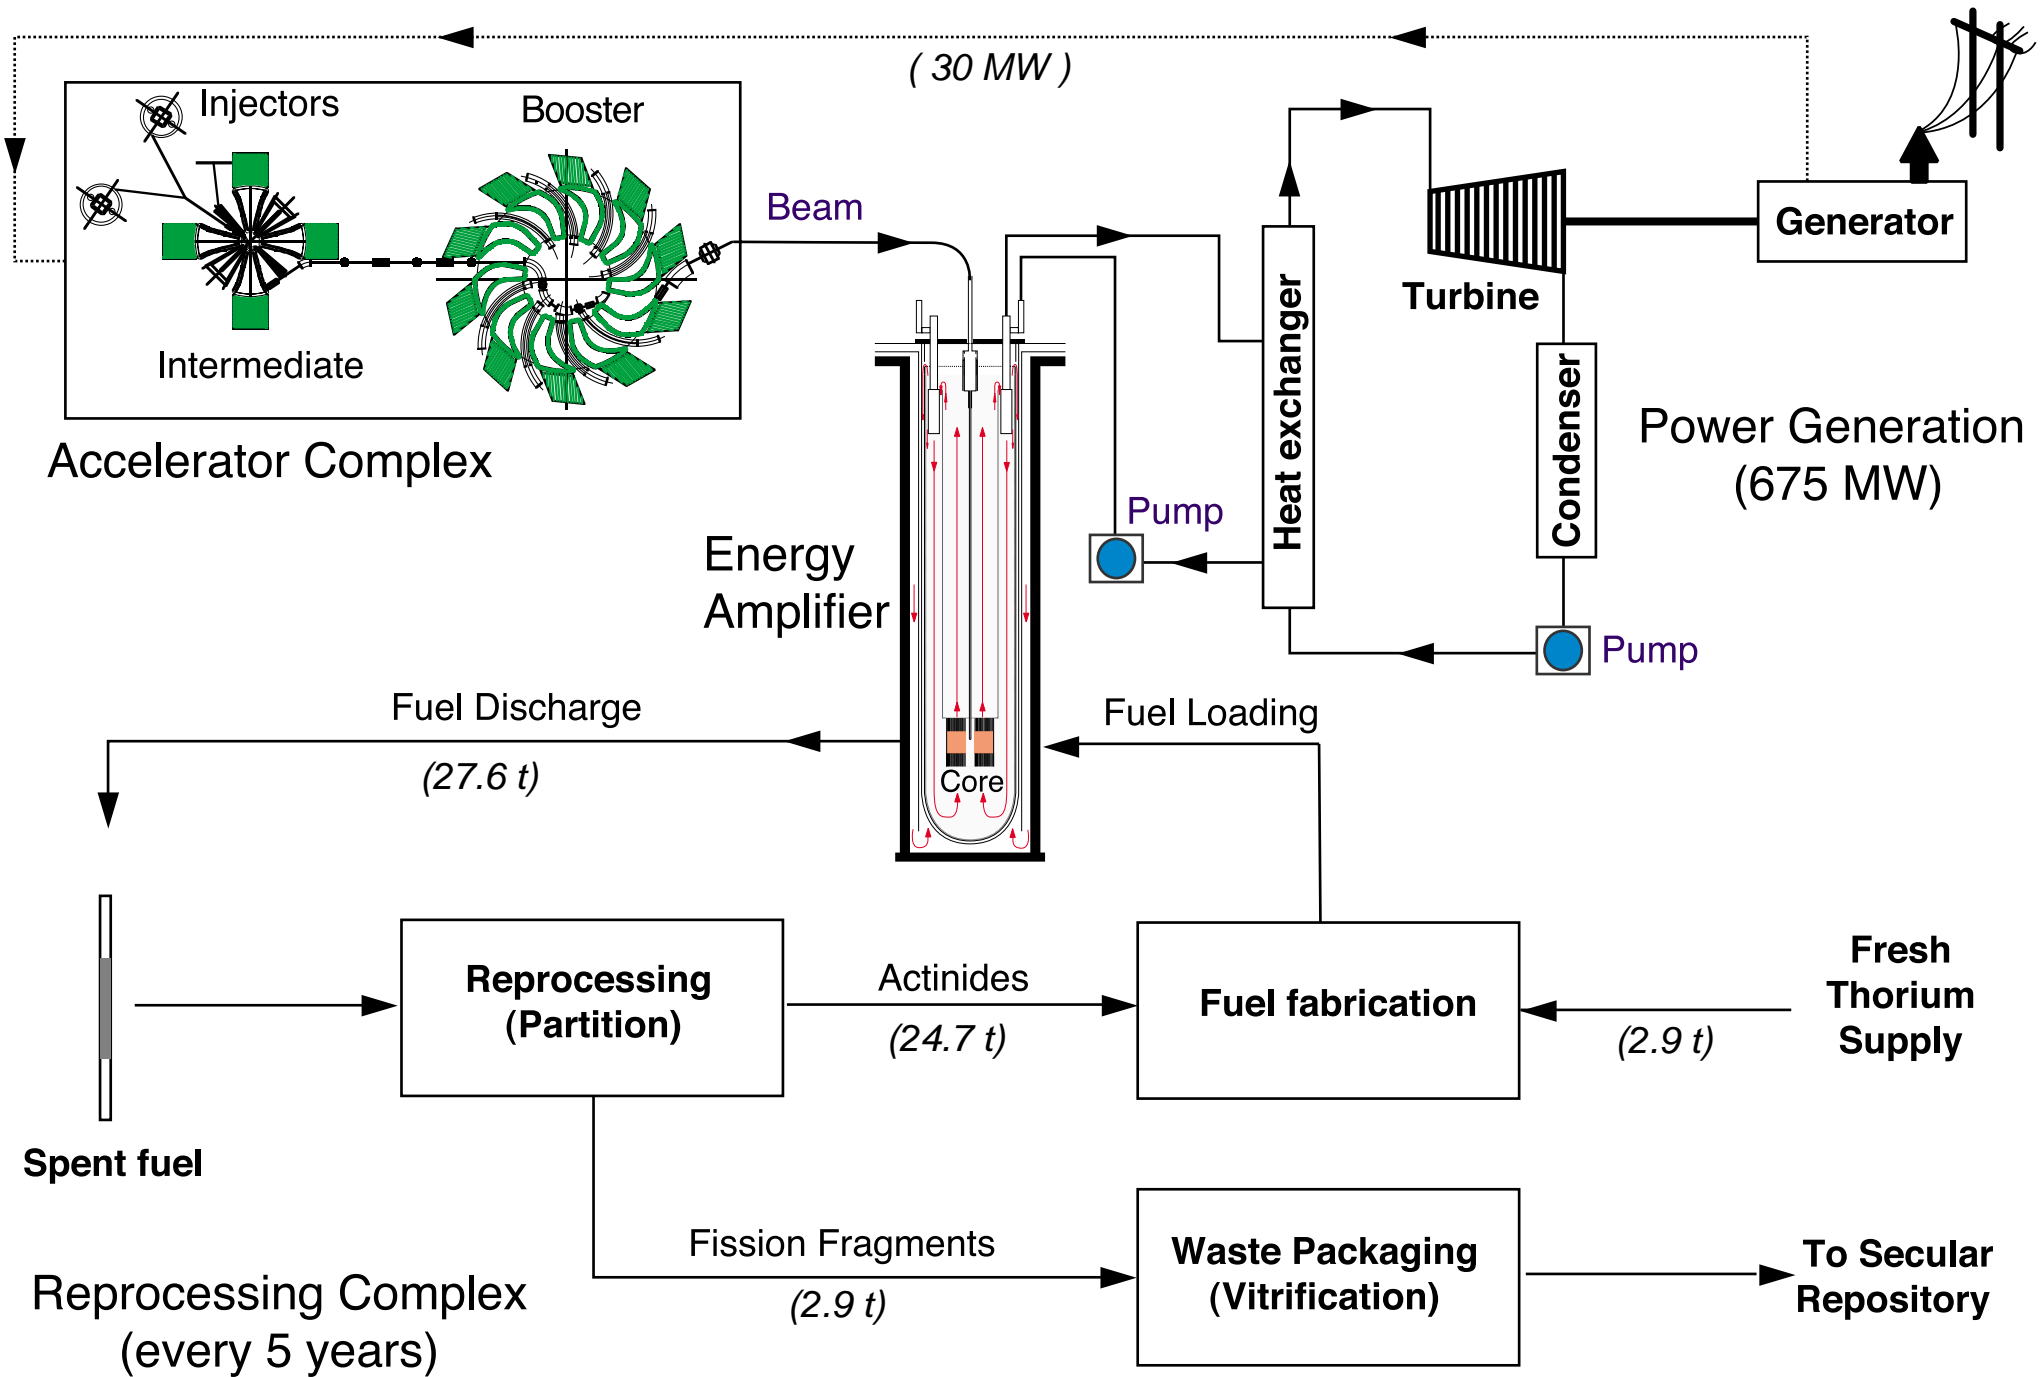 ( 30 MW )
Injectors
Booster
Beam
Generator
Turbine
Intermediate
Accelerator Complex
Heat exchanger
Condenser
Power Generation
(675 MW)
Pump
Energy
Amplifier
Pump
Fuel Discharge
(27.6 t)
Fuel Loading
Core
Reprocessing
(Partition)
Actinides
(24.7 t)
Fuel fabrication
(2.9 t)
Fresh
Thorium
Supply
Spent fuel
Fission Fragments
(2.9 t)
Waste Packaging
(Vitrification)
To Secular
Repository
Reprocessing Complex
(every 5 years)